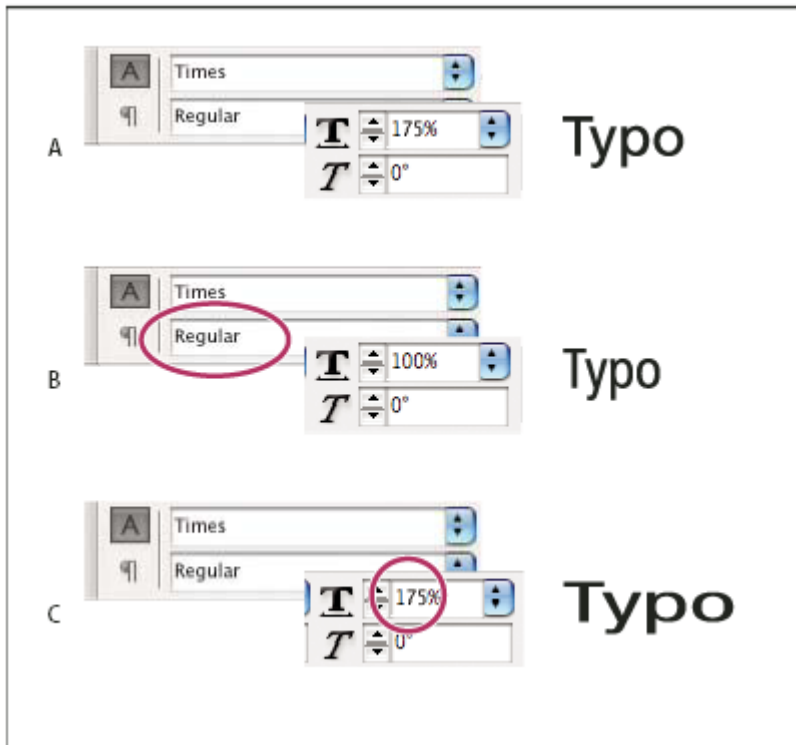 A
Times
¶
Regular
A
T
175%
T
0°
Typo
A
Times
¶
Regular
B
T
100%
T
0°
Typo
A
Times
¶
Regular
C
T
175%
T
0°
Typo